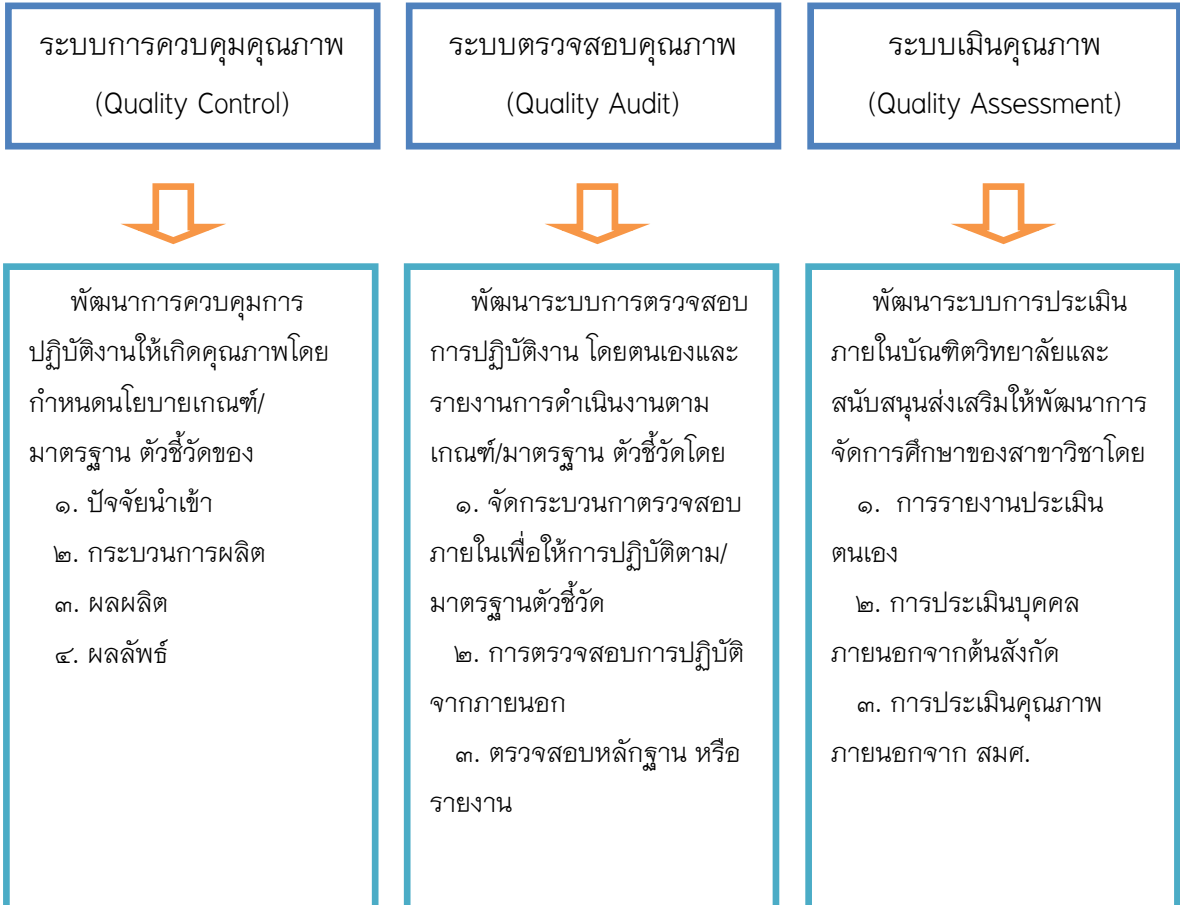 ระบบการควบคุมคุณภาพ
(Quality Control)
ระบบตรวจสอบคุณภาพ
(Quality Audit)
ระบบเมินคุณภาพ
(Quality Assessment)
พัฒนาการควบคุมการ
ปฏิบัติงานให้เกิดคุณภาพโดย
กำหนดนโยบายเกณฑ์/
มาตรฐาน ตัวชี้วัดของ
๑. ปัจจัยนำเข้า
๒. กระบวนการผลิต
๓. ผลผลิต
๔. ผลลัพธ์
พัฒนาระบบการตรวจสอบ
การปฏิบัติงาน โดยตนเองและ
รายงานการดำเนินงานตาม
เกณฑ์/มาตรฐาน ตัวชี้วัดโดย
๑. จัดกระบวนกาตรวจสอบ
ภายในเพื่อให้การปฏิบัติตาม/
มาตรฐานตัวชี้วัด
๒. การตรวจสอบการปฏิบัติ
จากภายนอก
๓. ตรวจสอบหลักฐาน หรือ
รายงาน
พัฒนาระบบการประเมิน
ภายในบัณฑิตวิทยาลัยและ
สนับสนุนส่งเสริมให้พัฒนาการ
จัดการศึกษาของสาขาวิชาโดย
๑. การรายงานประเมิน
ตนเอง
๒. การประเมินบุคคล
ภายนอกจากต้นสังกัด
๓. การประเมินคุณภาพ
ภายนอกจาก สมศ.